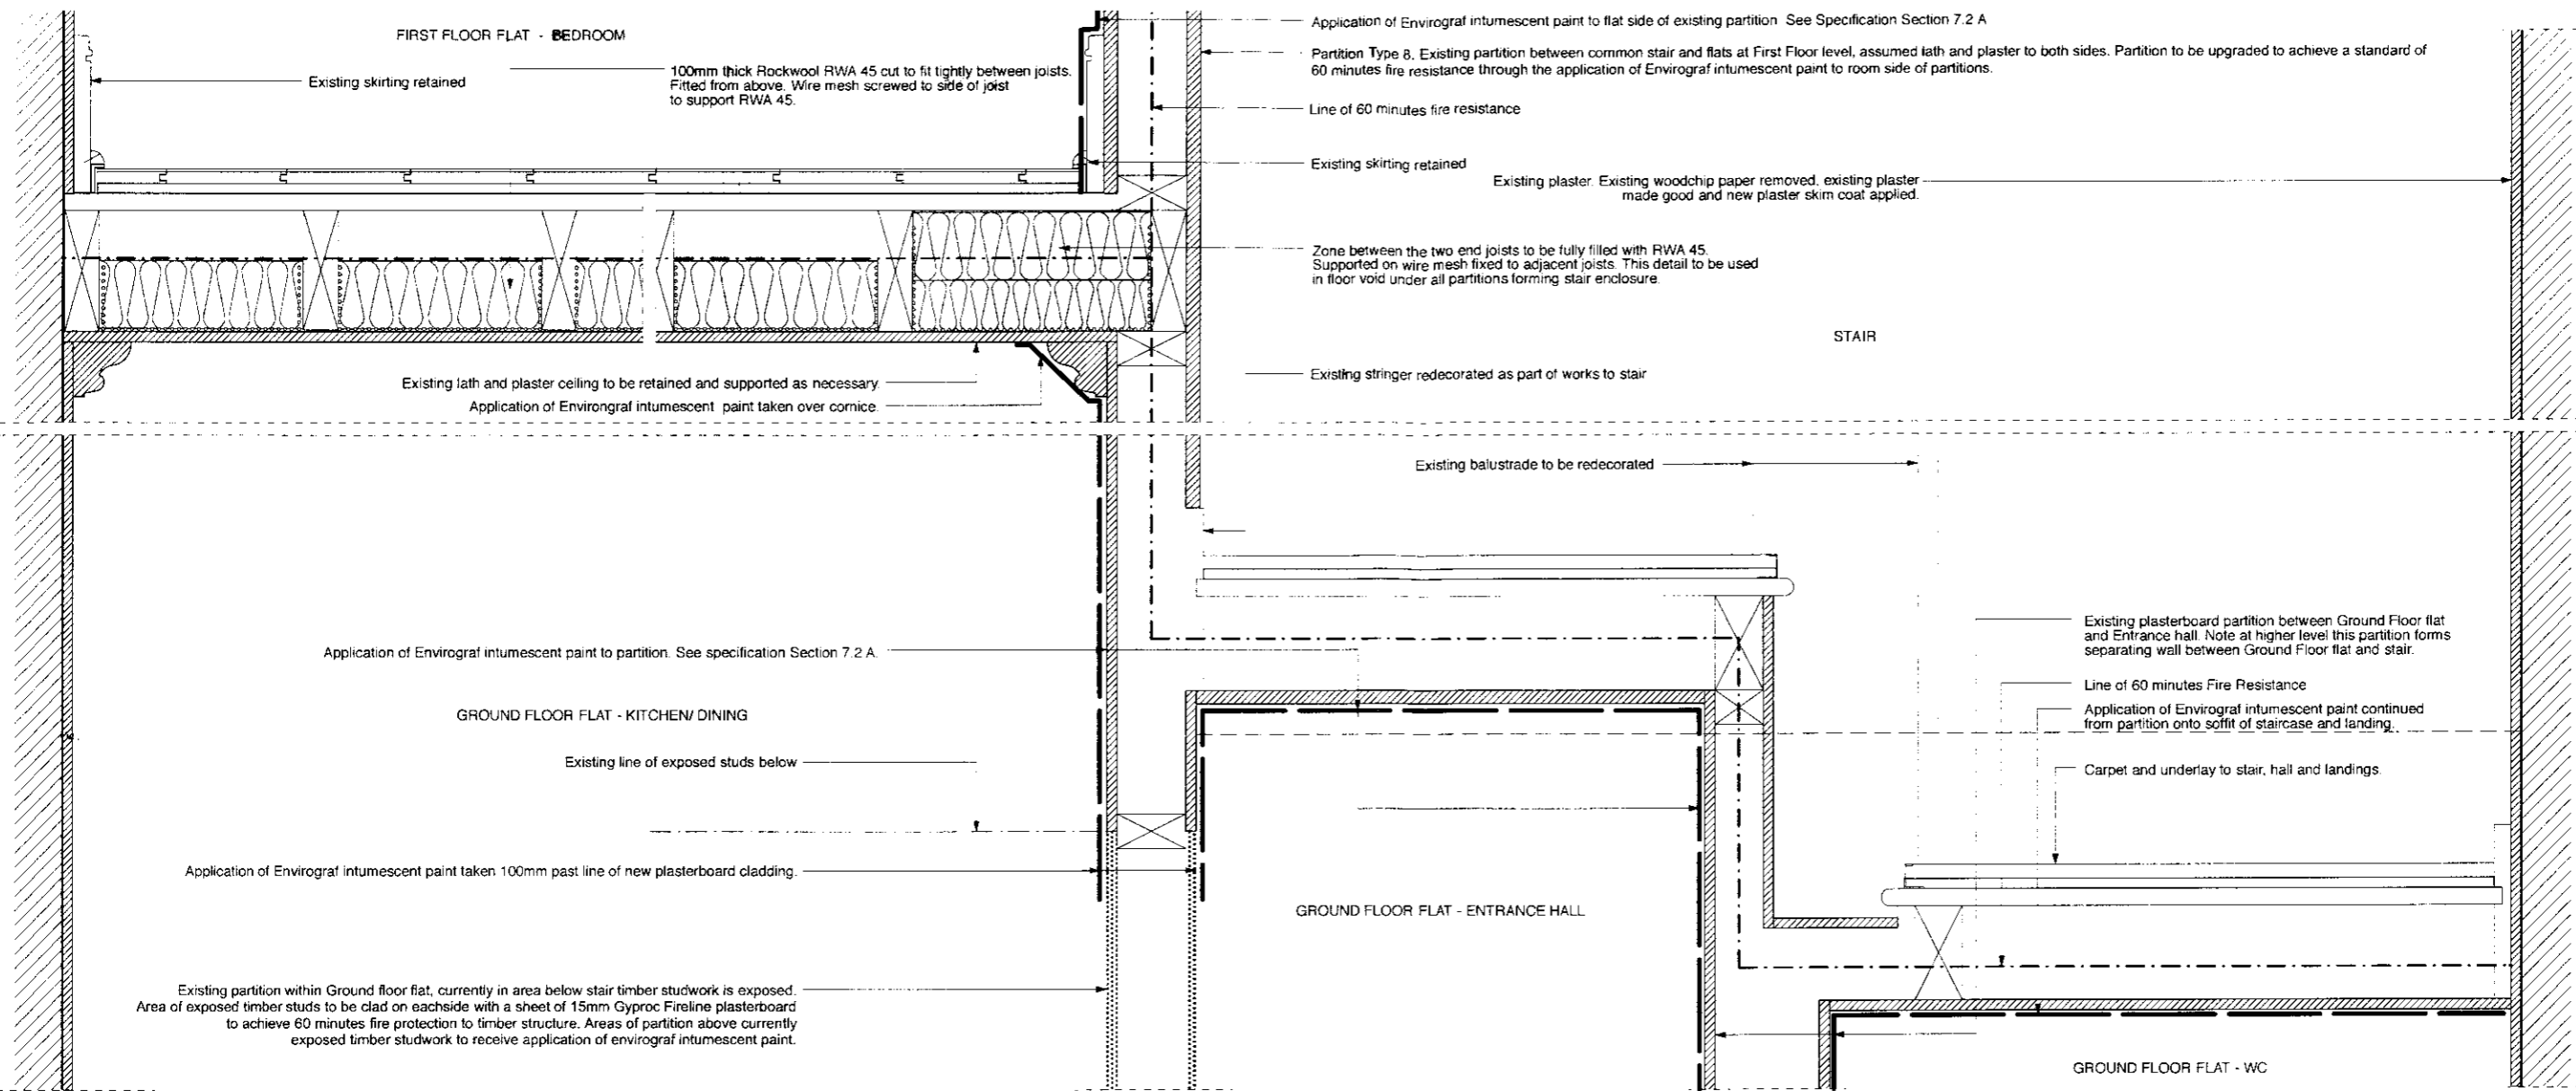 FIRST FLOOR FLAT - BEDROOM
Existing skirting retained
100mm thick Rockwool RWA 45 cut to fit tightly between joists.
Fitted from above. Wire mesh screwed to side of joist
to support RWA 45.
Application of Envirograf intumescent paint to flat side of existing partition See Specification Section 7.2 A
Partition Type 8. Existing partition between common stair and flats at First Floor level, assumed lath and plaster to both sides. Partition to be upgraded to achieve a standard of
60 minutes fire resistance through the application of Envirograf intumescent paint to room side of partitions.
Line of 60 minutes fire resistance
Existing skirting retained
Existing plaster. Existing woodchip paper removed, existing plaster
made good and new plaster skim coat applied.
Zone between the two end joists to be fully filled with RWA 45.
Supported on wire mesh fixed to adjacent joists. This detail to be used
in floor void under all partitions forming stair enclosure.
STAIR
Existing stringer redecorated as part of works to stair
Existing lath and plaster ceiling to be retained and supported as necessary.
Application of Environgraf intumescent paint taken over cornice.
Existing balustrade to be redecorated
Application of Envirograf intumescent paint to partition. See specification Section 7.2 A.
GROUND FLOOR FLAT - KITCHEN/ DINING
Existing line of exposed studs below
Application of Envirograf intumescent paint taken 100mm past line of new plasterboard cladding.
Existing partition within Ground floor flat, currently in area below stair timber studwork is exposed.
Area of exposed timber studs to be clad on eachside with a sheet of 15mm Gyproc Fireline plasterboard
to achieve 60 minutes fire protection to timber structure. Areas of partition above currently
exposed timber studwork to receive application of envirograf intumescent paint.
GROUND FLOOR FLAT - ENTRANCE HALL
Existing plasterboard partition between Ground Floor flat
and Entrance hall. Note at higher level this partition forms
separating wall between Ground Floor flat and stair.
Line of 60 minutes Fire Resistance
Application of Envirograf intumescent paint continued
from partition onto soffit of staircase and landing.
Carpet and underlay to stair, hall and landings.
GROUND FLOOR FLAT - WC